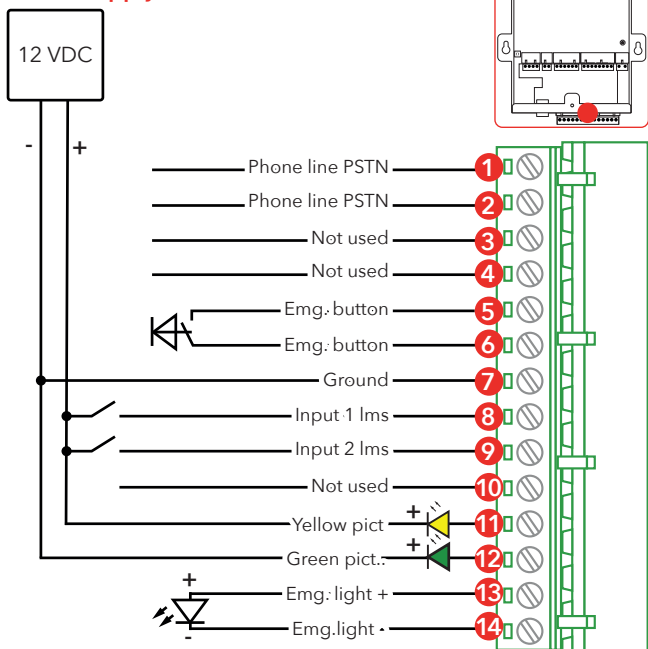 12 VDC
- +
Phone line PSTN 1
Phone line PSTN 2
Not used 3
Not used 4
Emg. button 5
Emg. button 6
Ground 7
Input 1 lms 8
Input 2 lms 9
Not used 10
Yellow pict + 11
Green pict.. + 12
+ Emg. light + 13
- Emg.light - 14